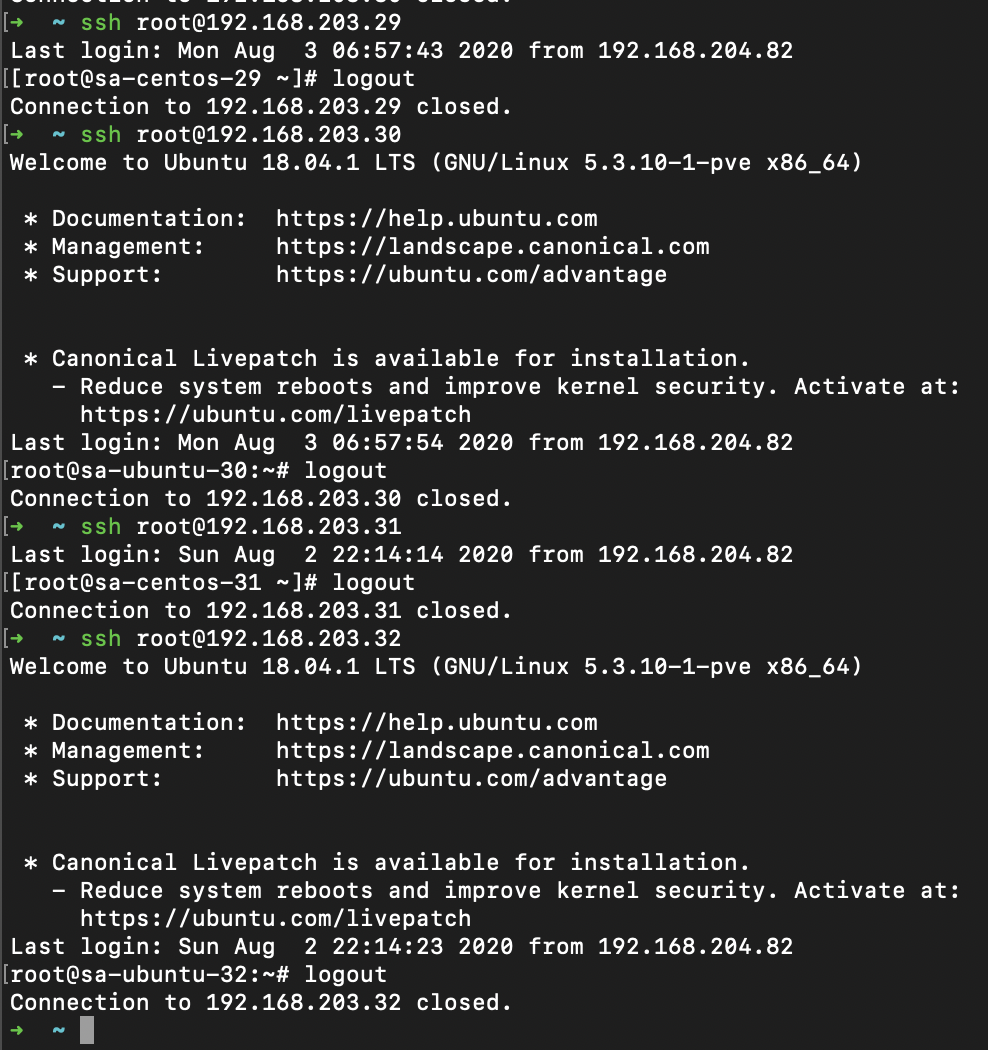 Connection to 192.168.203.30 closed.
[➜  ~ ssh root@192.168.203.29
Last login: Mon Aug  3 06:57:43 2020 from 192.168.204.82
[[root@sa-centos-29 ~]# logout
Connection to 192.168.203.29 closed.
[➜  ~ ssh root@192.168.203.30
Welcome to Ubuntu 18.04.1 LTS (GNU/Linux 5.3.10-1-pve x86_64)
 * Documentation:  https://help.ubuntu.com
 * Management:     https://landscape.canonical.com
 * Support:        https://ubuntu.com/advantage
 * Canonical Livepatch is available for installation.
   - Reduce system reboots and improve kernel security. Activate at:
     https://ubuntu.com/livepatch
Last login: Mon Aug  3 06:57:54 2020 from 192.168.204.82
[root@sa-ubuntu-30:~# logout
Connection to 192.168.203.30 closed.
[➜  ~ ssh root@192.168.203.31
Last login: Sun Aug  2 22:14:14 2020 from 192.168.204.82
[[root@sa-centos-31 ~]# logout
Connection to 192.168.203.31 closed.
[➜  ~ ssh root@192.168.203.32
Welcome to Ubuntu 18.04.1 LTS (GNU/Linux 5.3.10-1-pve x86_64)
 * Documentation:  https://help.ubuntu.com
 * Management:     https://landscape.canonical.com
 * Support:        https://ubuntu.com/advantage
 * Canonical Livepatch is available for installation.
   - Reduce system reboots and improve kernel security. Activate at:
     https://ubuntu.com/livepatch
Last login: Sun Aug  2 22:14:23 2020 from 192.168.204.82
[root@sa-ubuntu-32:~# logout
Connection to 192.168.203.32 closed.
➜  ~